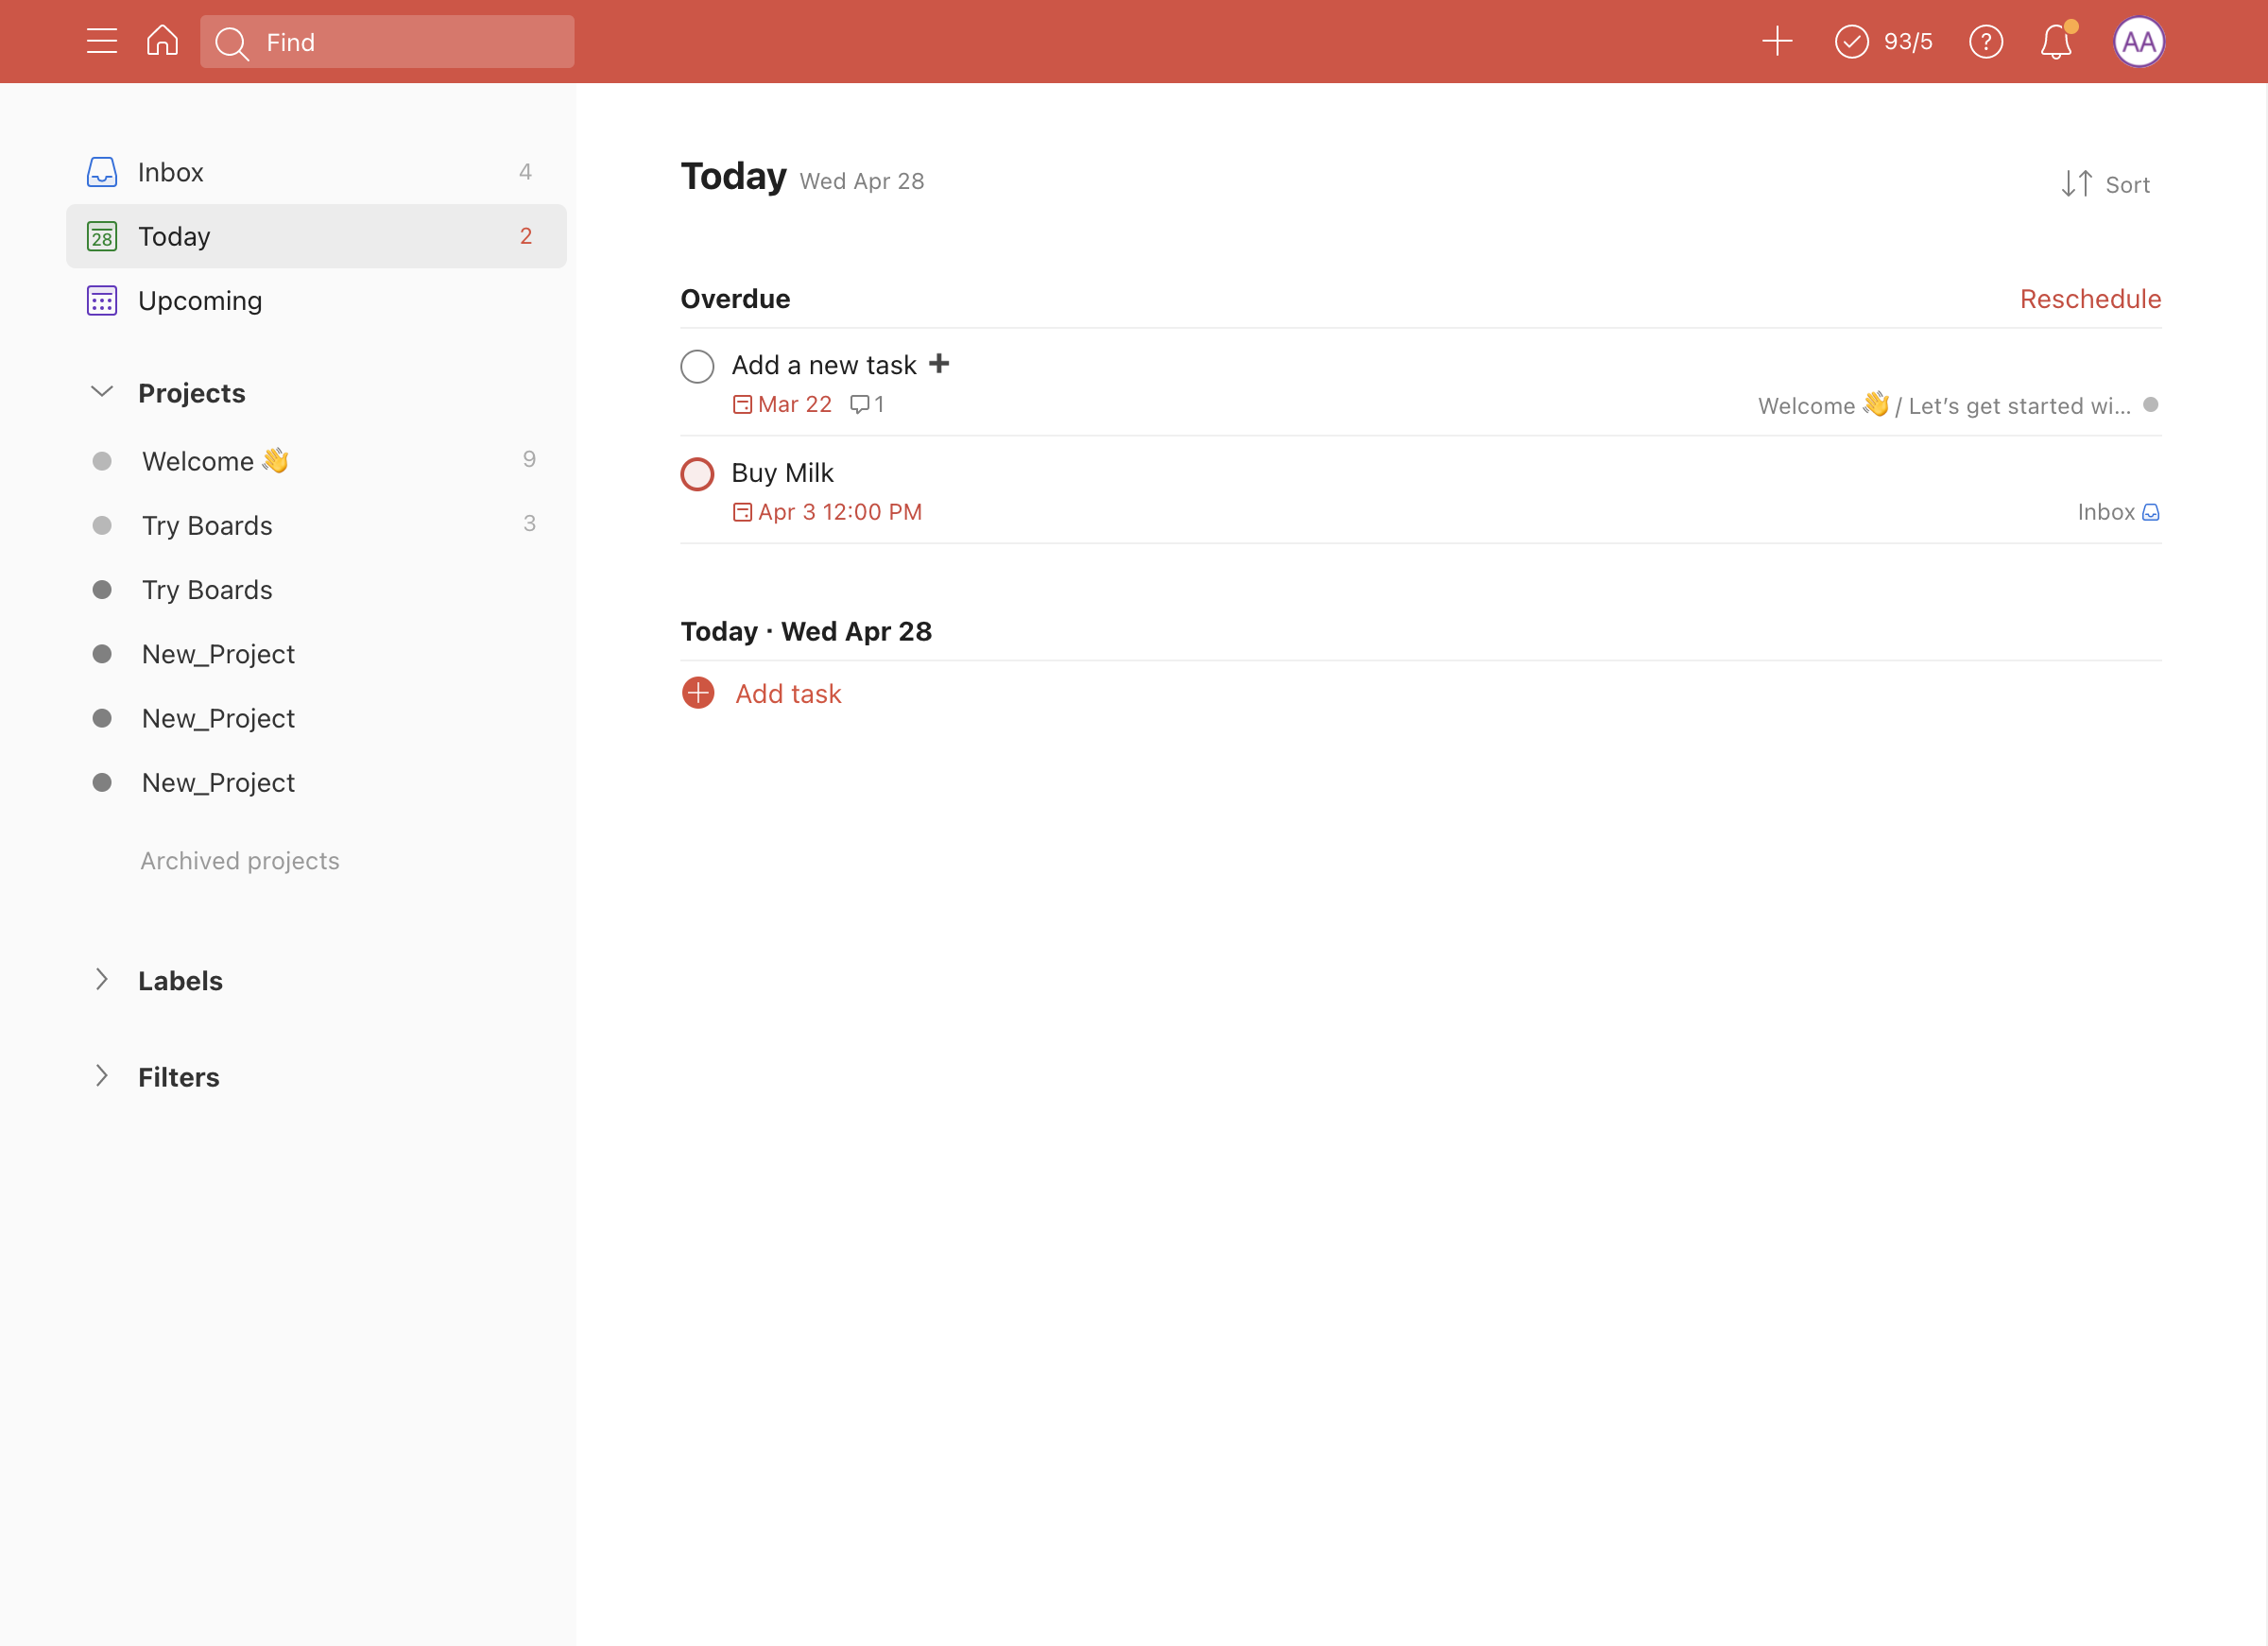 Find
93/5
?
AA
Inbox 4
28 Today 2
Upcoming
Projects
Welcome 👋 9
Try Boards 3
Try Boards
New_Project
New_Project
New_Project
Archived projects
Labels
Filters
Today Wed Apr 28
Sort
Overdue Reschedule
Add a new task ➕
Mar 22 1 Welcome 👋 / Let’s get started wi...
Buy Milk
Apr 3 12:00 PM Inbox
Today · Wed Apr 28
Add task